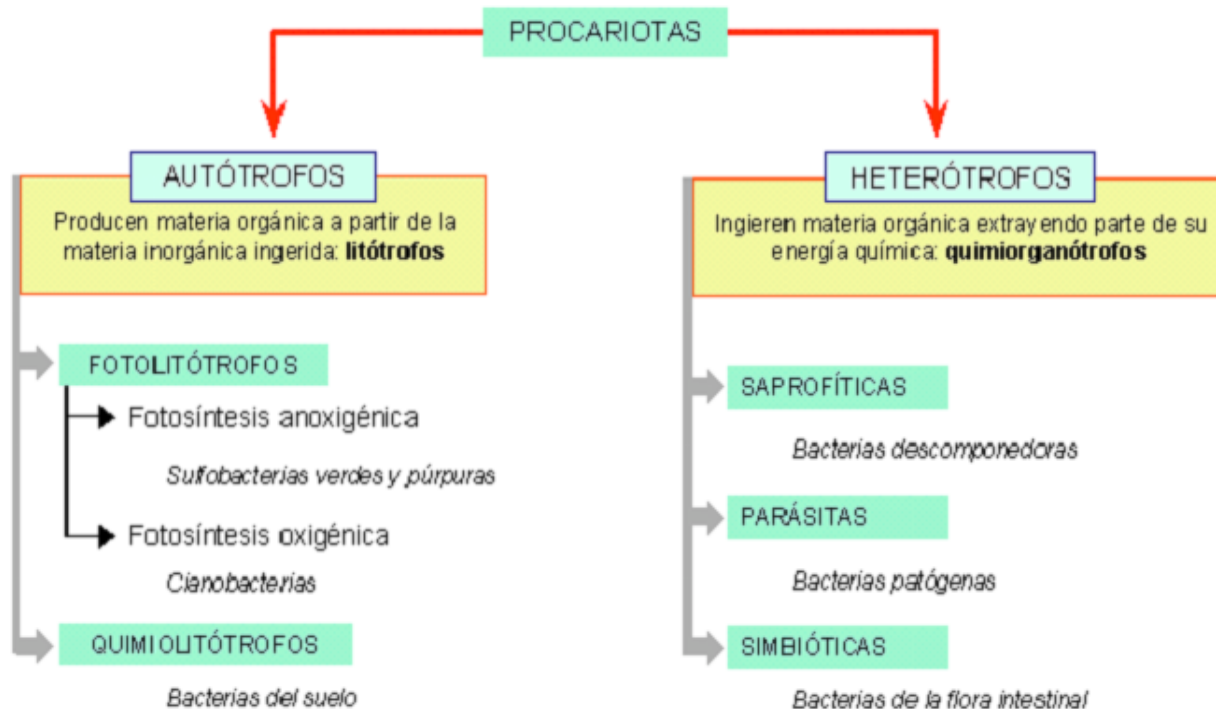 PROCARIOTAS
AUTÓTROFOS
Producen materia orgánica a partir de la
materia inorgánica ingerida: litótrofos
FOTOLITÓTROFOS
Fotosíntesis anoxigénica
Sulfobacterias verdes y púrpuras
Fotosíntesis oxigénica
Cianobacterias
QUIMIOLITÓTROFOS
Bacterias del suelo
HETERÓTROFOS
Ingieren materia orgánica extrayendo parte de su
energía química: quimiorganótrofos
SAPROFÍTICAS
Bacterias descomponedoras
PARÁSITAS
Bacterias patógenas
SIMBIÓTICAS
Bacterias de la flora intestinal